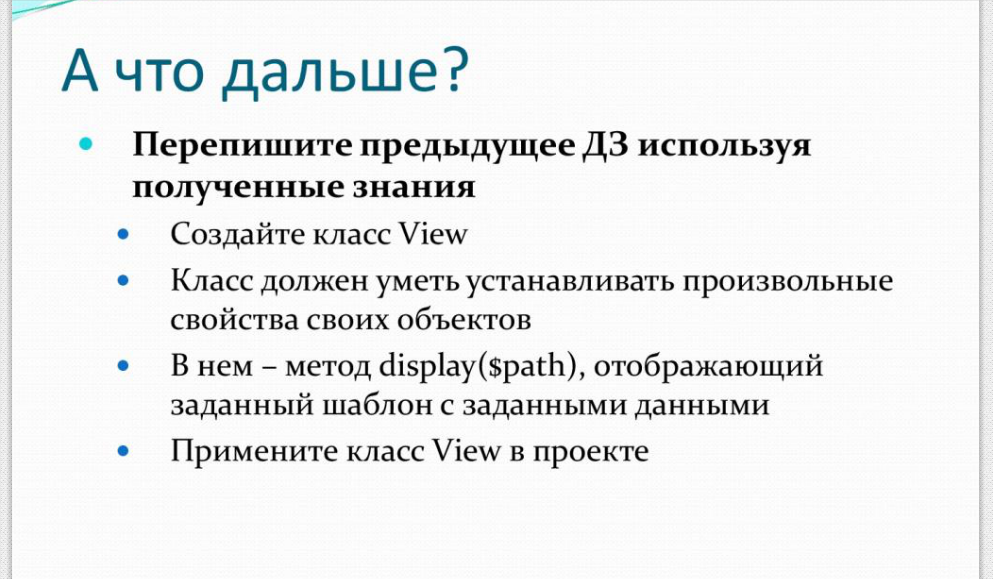 А что дальше?
Перепишите предыдущее ДЗ используя
полученные знания
Создайте класс View
Класс должен уметь устанавливать произвольные
свойства своих объектов
В нем – метод display($path), отображающий
заданный шаблон с заданными данными
Примените класс View в проекте